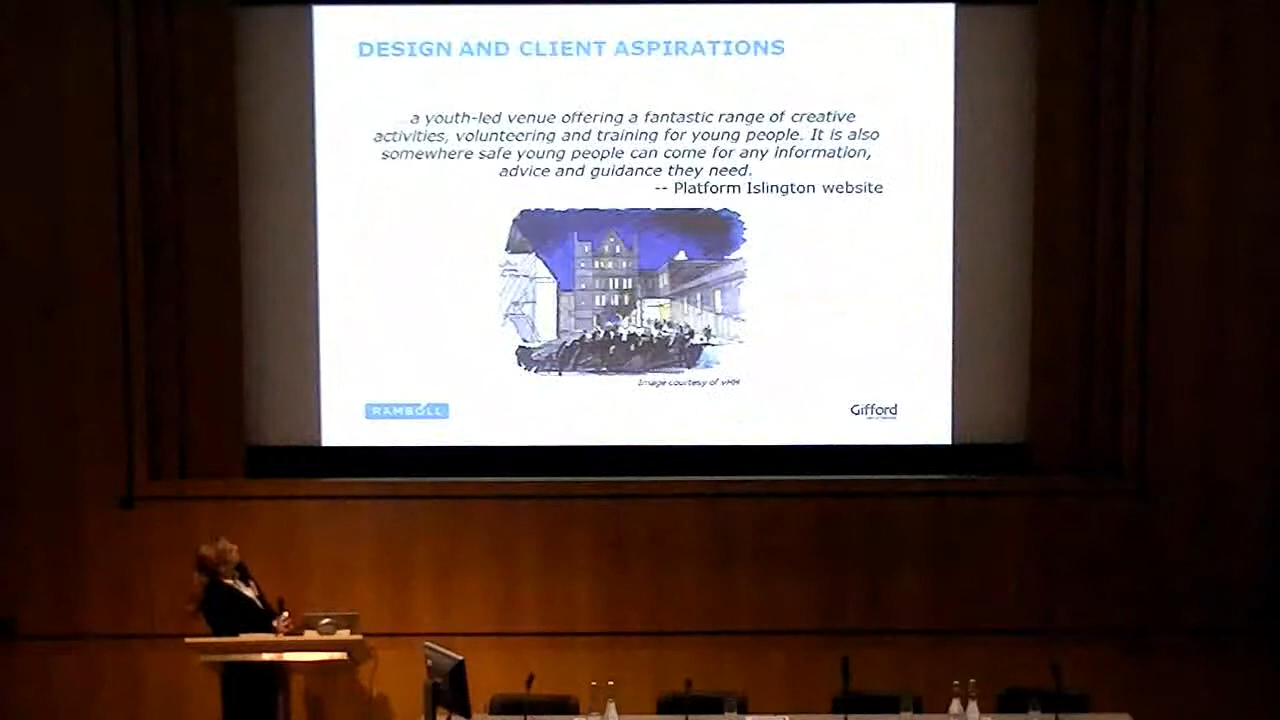 DESIGN AND CLIENT ASPIRATIONS
...a youth-led venue offering a fantastic range of creative
activities, volunteering and training for young people. It is also
somewhere safe young people can come for any information,
advice and guidance they need.
-- Platform Islington website
Image courtesy of vHH
RAMBOLL
Gifford